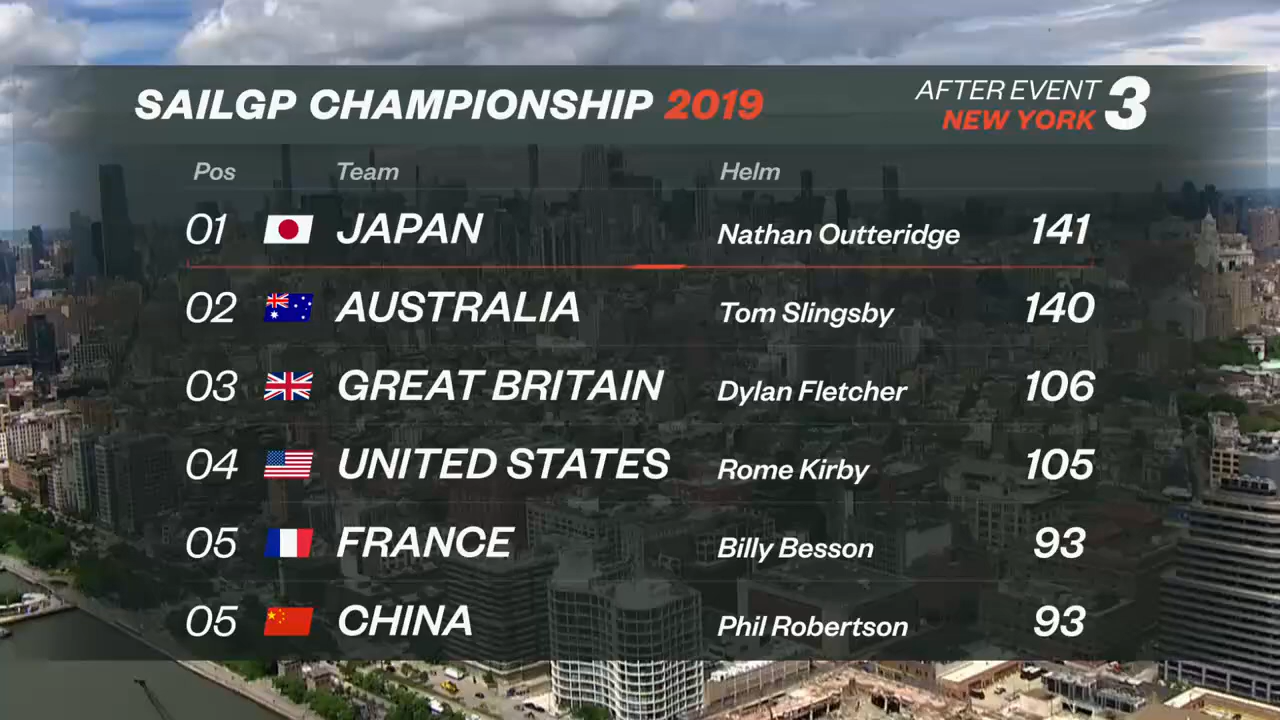 SAILGP CHAMPIONSHIP 2019
AFTER EVENT 3
NEW YORK
Pos Team Helm
01 JAPAN Nathan Outteridge 141
02 AUSTRALIA Tom Slingsby 140
03 GREAT BRITAIN Dylan Fletcher 106
04 UNITED STATES Rome Kirby 105
05 FRANCE Billy Besson 93
05 CHINA Phil Robertson 93